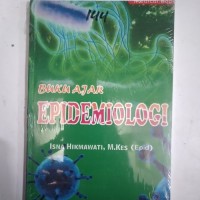 144
BUKU AJAR
EPIDEMIOLOGI
Isna Hikmawati, M.Kes (Epid)